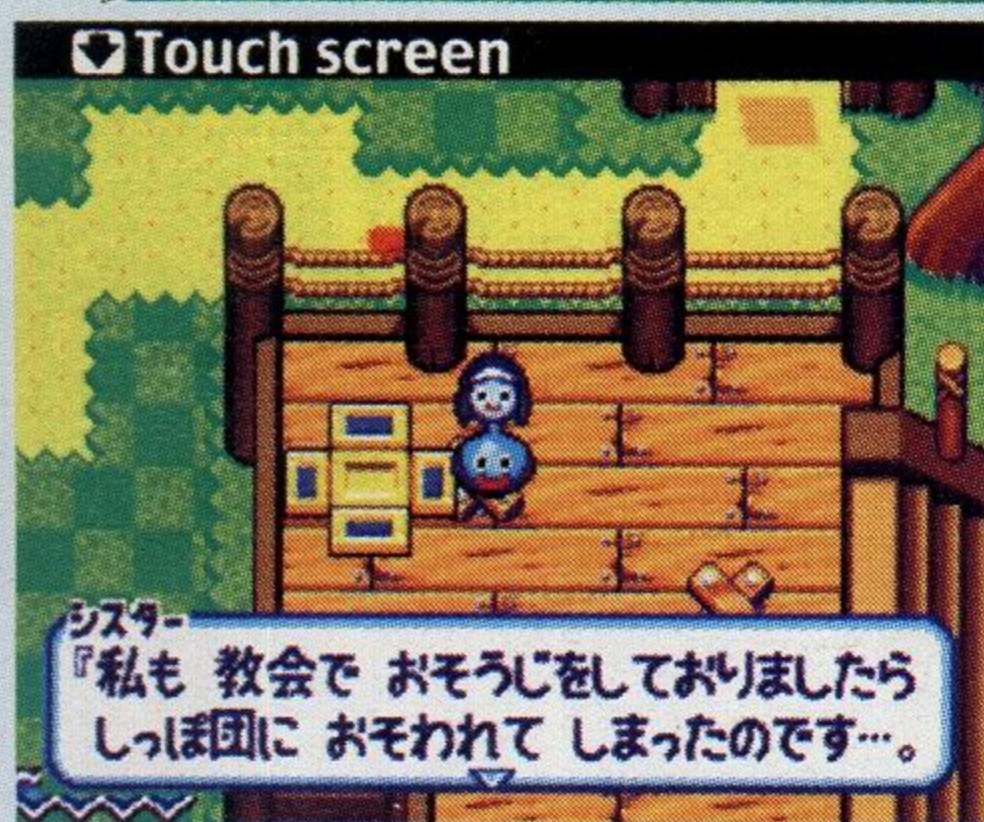 Touch screen
シスター
『私も 教会で おそうじをしておりましたら
しっぽ団に おそわれて しまったのです…。